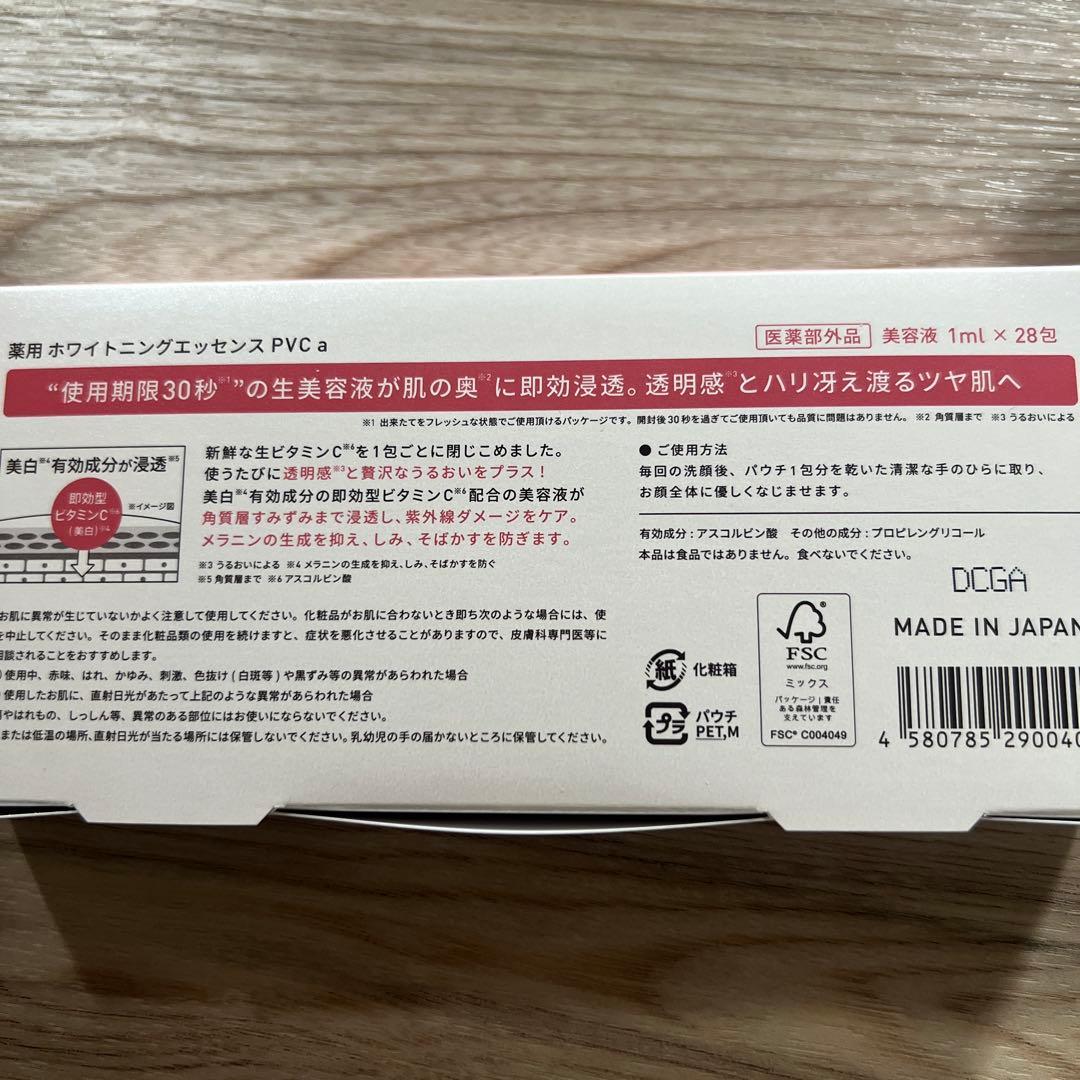 薬用 ホワイトニングエッセンス PVC a
医薬部外品 美容液 1ml × 28包
“使用期限30秒※1”の生美容液が肌の奥※2に即効浸透。透明感※3とハリ冴え渡るツヤ肌へ
※1 出来たてをフレッシュな状態でご使用頂けるパッケージです。開封後30秒を過ぎてご使用頂いても品質に問題はありません。 ※2 角質層まで ※3 うるおいによる
美白※4有効成分が浸透※5
即効型
ビタミンC※6
(美白)※4
※イメージ図
新鮮な生ビタミンC※6を1包ごとに閉じこめました。
使うたびに透明感※3と贅沢なうるおいをプラス！
美白※4有効成分の即効型ビタミンC※6配合の美容液が
角質層すみずみまで浸透し、紫外線ダメージをケア。
メラニンの生成を抑え、しみ、そばかすを防ぎます。
※3 うるおいによる ※4 メラニンの生成を抑え、しみ、そばかすを防ぐ
※5 角質層まで ※6 アスコルビン酸
● ご使用方法
毎回の洗顔後、パウチ1包分を乾いた清潔な手のひらに取り、
お顔全体に優しくなじませます。
有効成分：アスコルビン酸 その他の成分：プロピレングリコール
本品は食品ではありません。食べないでください。
お肌に異常が生じていないかよく注意して使用してください。化粧品がお肌に合わないとき即ち次のような場合には、使
を中止してください。そのまま化粧品類の使用を続けますと、症状を悪化させることがありますので、皮膚科専門医等に
相談されることをおすすめします。
)使用中、赤味、はれ、かゆみ、刺激、色抜け(白斑等)や黒ずみ等の異常があらわれた場合
使用したお肌に、直射日光があたって上記のような異常があらわれた場合
やはれもの、しっしん等、異常のある部位にはお使いにならないでください。
または低温の場所、直射日光が当たる場所には保管しないでください。乳幼児の手の届かないところに保管してください。
紙 化粧箱
プラ パウチ
PET,M
FSC
www.fsc.org
ミックス
パッケージ｜責任
ある森林管理を
支えています
FSC® C004049
DCGA
MADE IN JAPAN
4 580785 290040